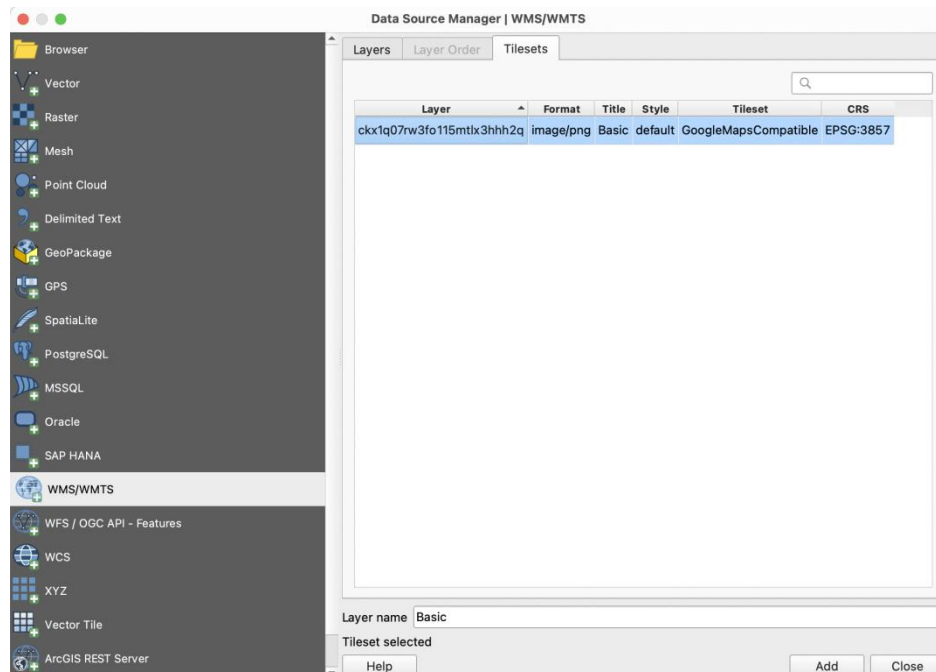 Data Source Manager | WMS/WMTS
Browser
Vector
Raster
Mesh
Point Cloud
Delimited Text
GeoPackage
GPS
SpatiaLite
PostgreSQL
MSSQL
Oracle
SAP HANA
WMS/WMTS
WFS / OGC API - Features
WCS
XYZ
Vector Tile
ArcGIS REST Server
Layers Layer Order Tilesets
Layer Format Title Style Tileset CRS
ckx1q07rw3fo115mtlx3hhh2q image/png Basic default GoogleMapsCompatible EPSG:3857
Layer name Basic
Tileset selected
Help Add Close